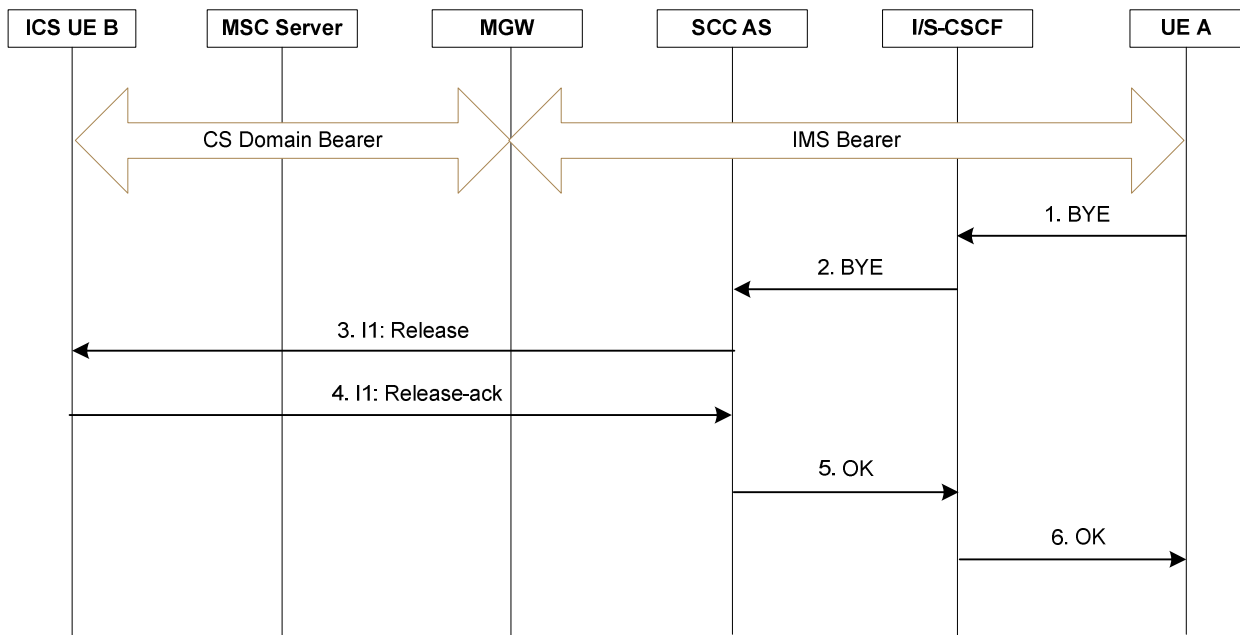 ICS UE B
MSC Server
MGW
SCC AS
I/S-CSCF
UE A
CS Domain Bearer
IMS Bearer
1. BYE
2. BYE
3. I1: Release
4. I1: Release-ack
5. OK
6. OK